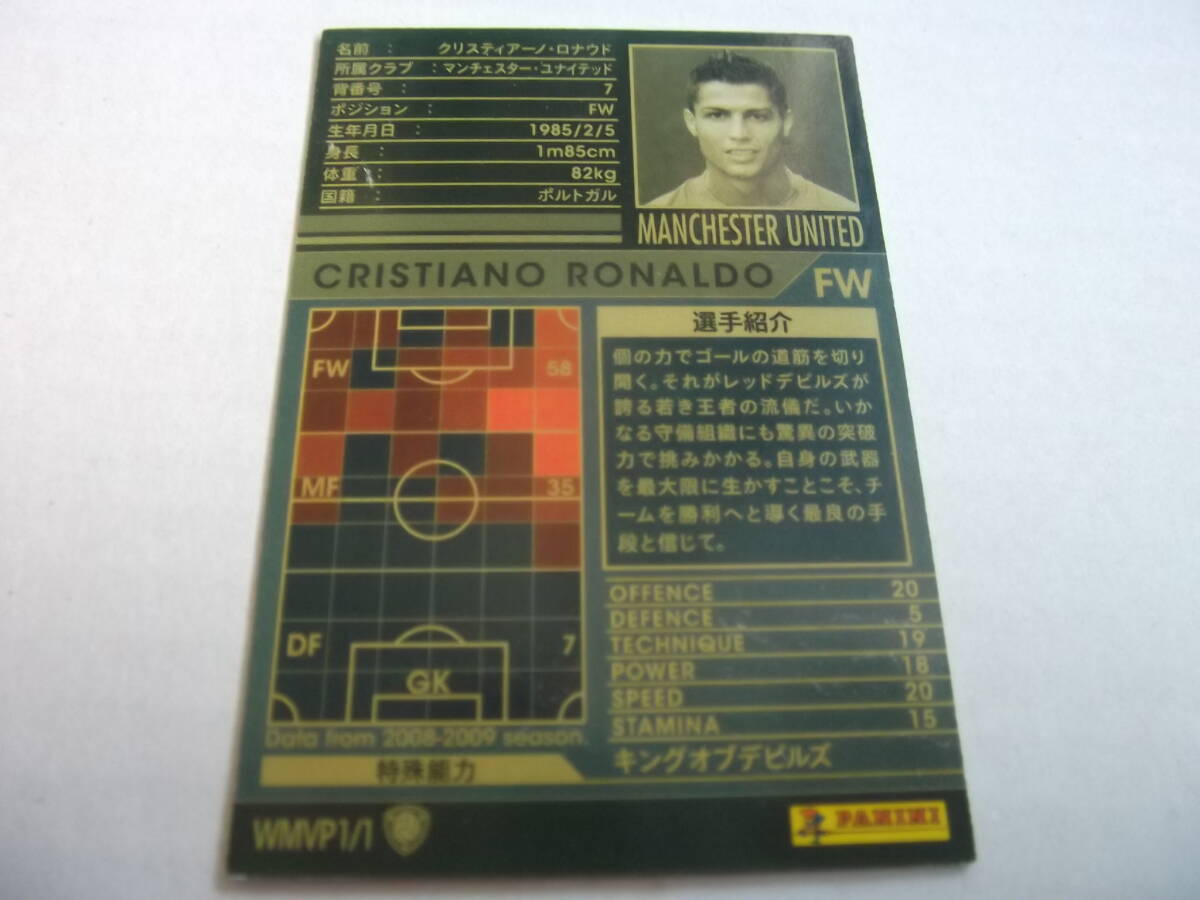 名前 : クリスティアーノ・ロナウド
所属クラブ : マンチェスター・ユナイテッド
背番号 : 7
ポジション : FW
生年月日 : 1985/2/5
身長 : 1m85cm
体重 : 82kg
国籍 : ポルトガル
MANCHESTER UNITED
CRISTIANO RONALDO FW
FW 58
MF 35
DF 7
GK
Data from 2008-2009 season.
選手紹介
個の力でゴールの道筋を切り
開く。それがレッドデビルズが
誇る若き王者の流儀だ。いか
なる守備組織にも驚異の突破
力で挑みかかる。自身の武器
を最大限に生かすことこそ、チ
ームを勝利へと導く最良の手
段と信じて。
OFFENCE 20
DEFENCE 5
TECHNIQUE 19
POWER 18
SPEED 20
STAMINA 15
特殊能力 キングオブデビルズ
WMVP1/1
PANINI